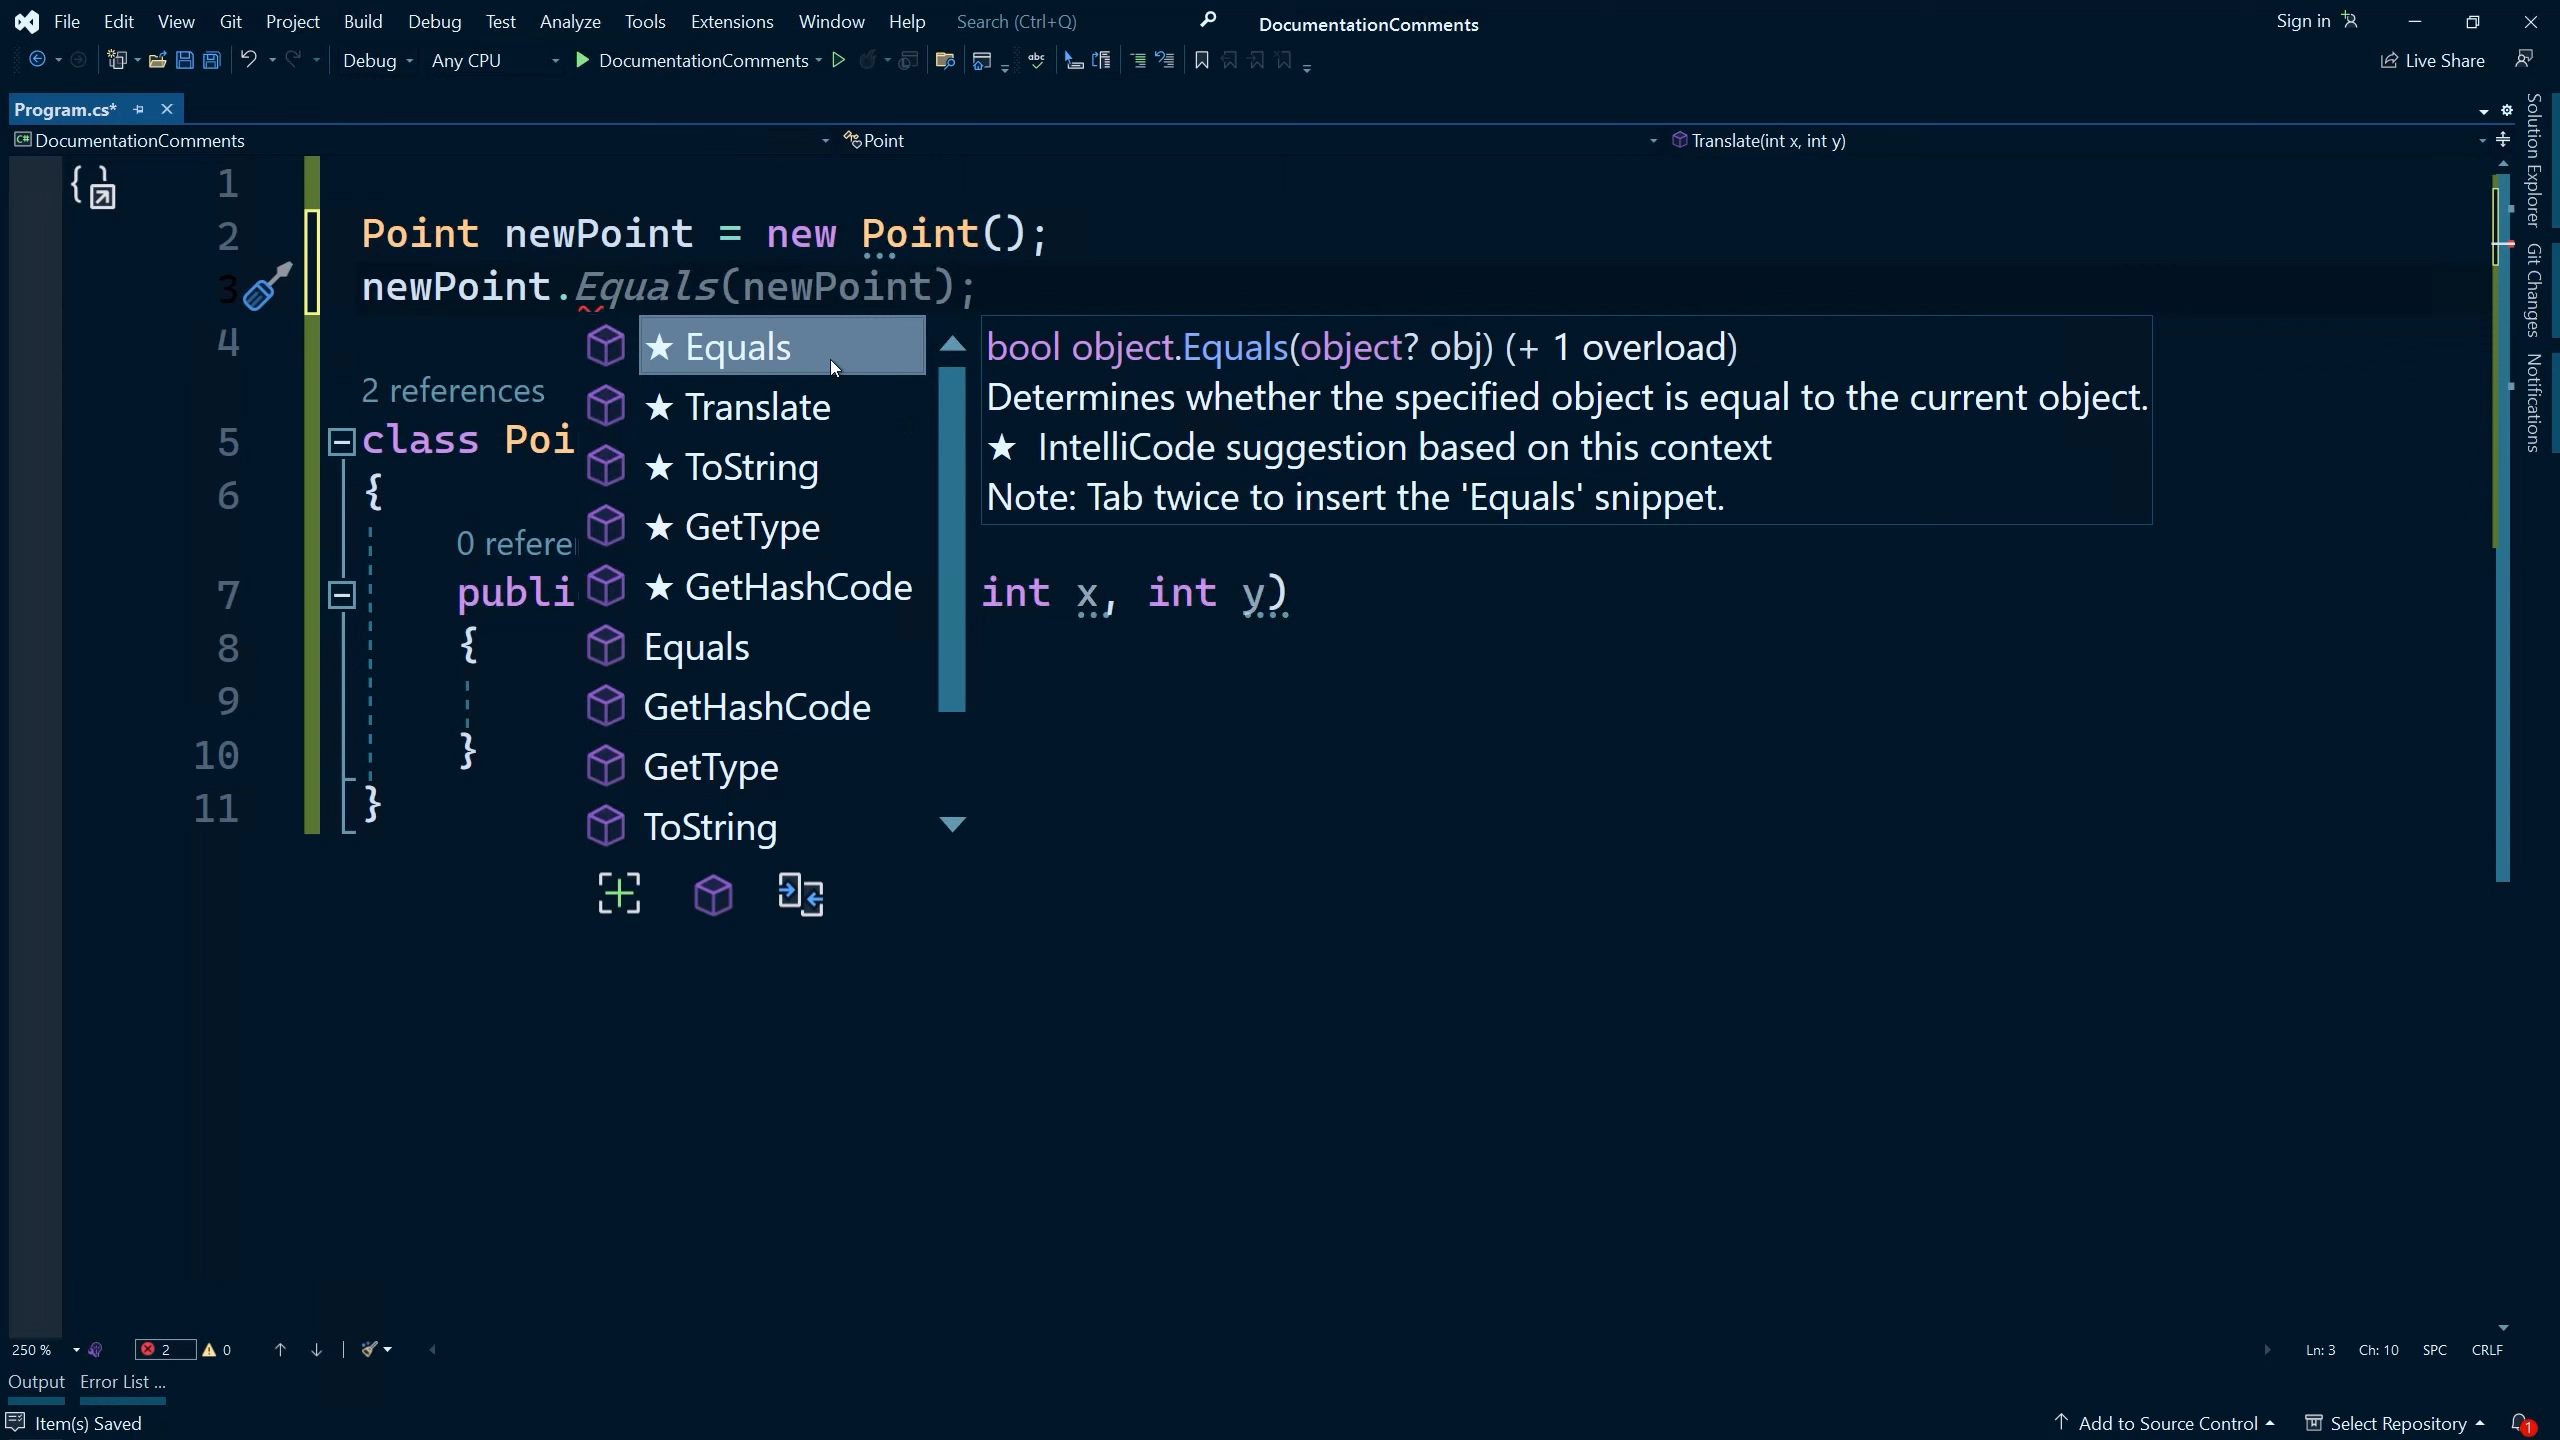 File Edit View Git Project Build Debug Test Analyze Tools Extensions Window Help Search (Ctrl+Q) DocumentationComments Sign in
Debug Any CPU DocumentationComments Live Share
Program.cs*
DocumentationComments Point Translate(int x, int y)
1
2 Point newPoint = new Point();
3 newPoint.Equals(newPoint);
4
★ Equals
★ Translate
★ ToString
★ GetType
★ GetHashCode
Equals
GetHashCode
GetType
ToString
bool object.Equals(object? obj) (+ 1 overload)
Determines whether the specified object is equal to the current object.
★ IntelliCode suggestion based on this context
Note: Tab twice to insert the 'Equals' snippet.
2 references
5 class Poi
6 {
0 refere
7 publi int x, int y)
8 {
9
10 }
11 }
Solution Explorer
Git Changes
Notifications
250 % 2 0 Ln: 3 Ch: 10 SPC CRLF
Output Error List ...
Item(s) Saved Add to Source Control Select Repository 1